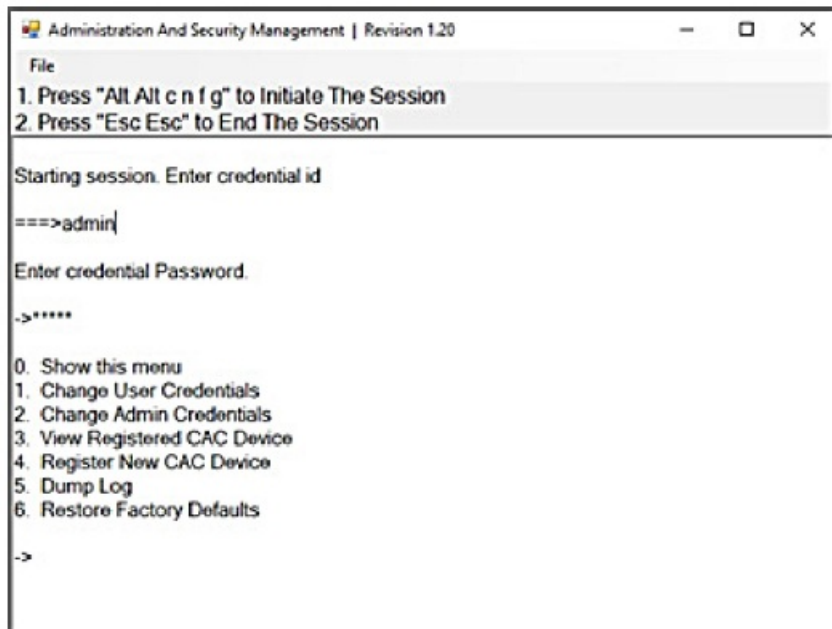 Administration And Security Management | Revision 1.20
File
1. Press "Alt Alt c n f g" to Initiate The Session
2. Press "Esc Esc" to End The Session
Starting session. Enter credential id
===>admin
Enter credential Password.
->*****
0. Show this menu
1. Change User Credentials
2. Change Admin Credentials
3. View Registered CAC Device
4. Register New CAC Device
5. Dump Log
6. Restore Factory Defaults
->